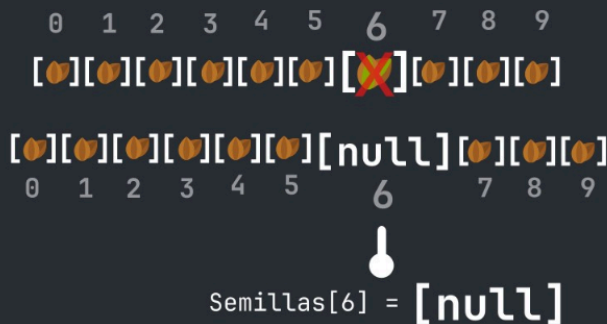 0 1 2 3 4 5 6 7 8 9
[ ][ ][ ][ ][ ][ ][ ][ ][ ][ ]
[ ][ ][ ][ ][ ][ ][null][ ][ ][ ]
0 1 2 3 4 5 6 7 8 9
Semillas[6] = [null]